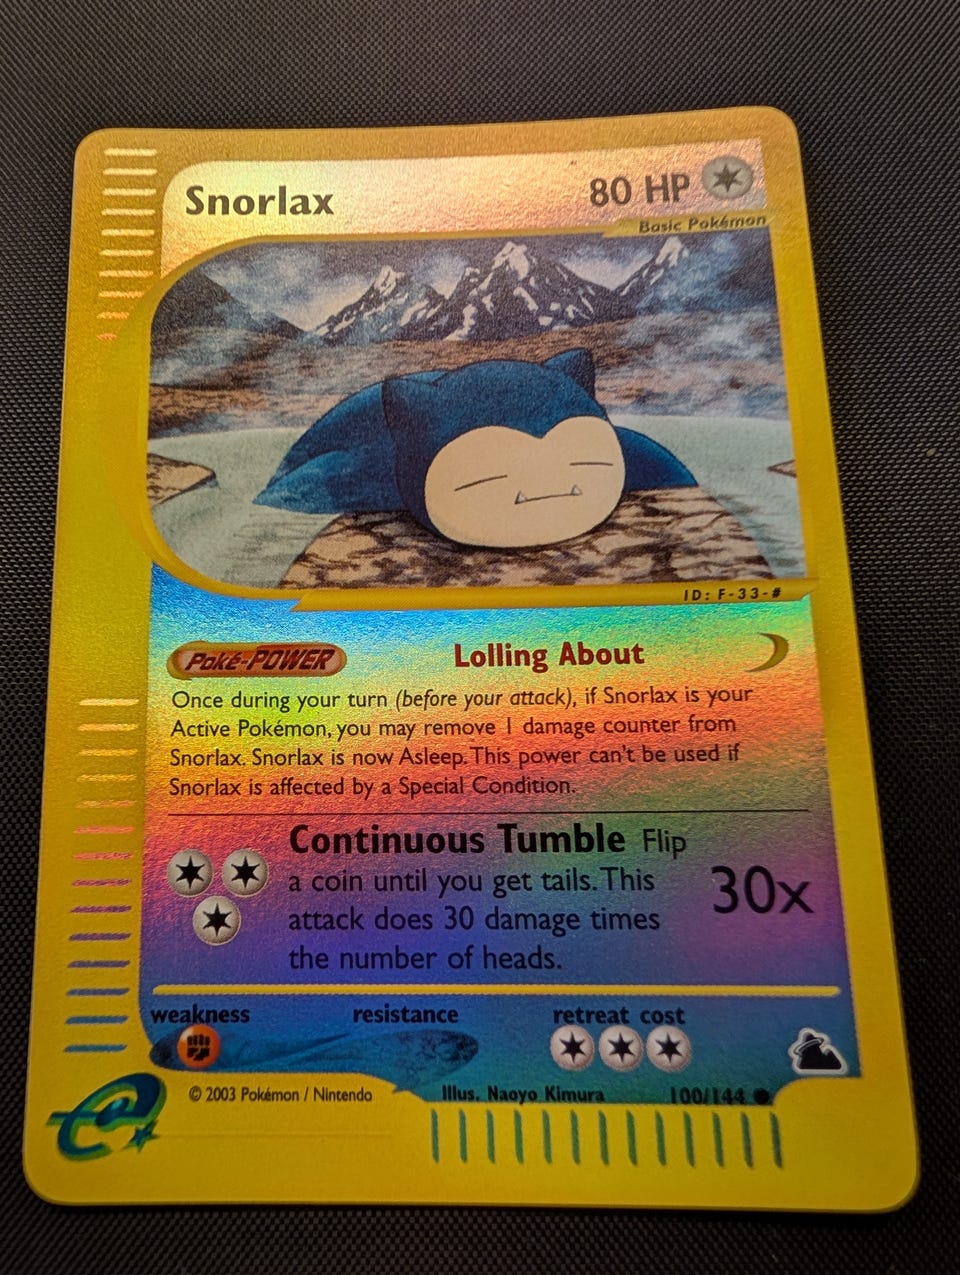 Snorlax 80 HP
Basic Pokémon
ID: F-33-#
Poké-POWER Lolling About
Once during your turn (before your attack), if Snorlax is your
Active Pokémon, you may remove 1 damage counter from
Snorlax. Snorlax is now Asleep. This power can't be used if
Snorlax is affected by a Special Condition.
Continuous Tumble Flip
a coin until you get tails. This
attack does 30 damage times
the number of heads.
30x
weakness resistance retreat cost
© 2003 Pokémon / Nintendo Illus. Naoyo Kimura 100/144 ●
e